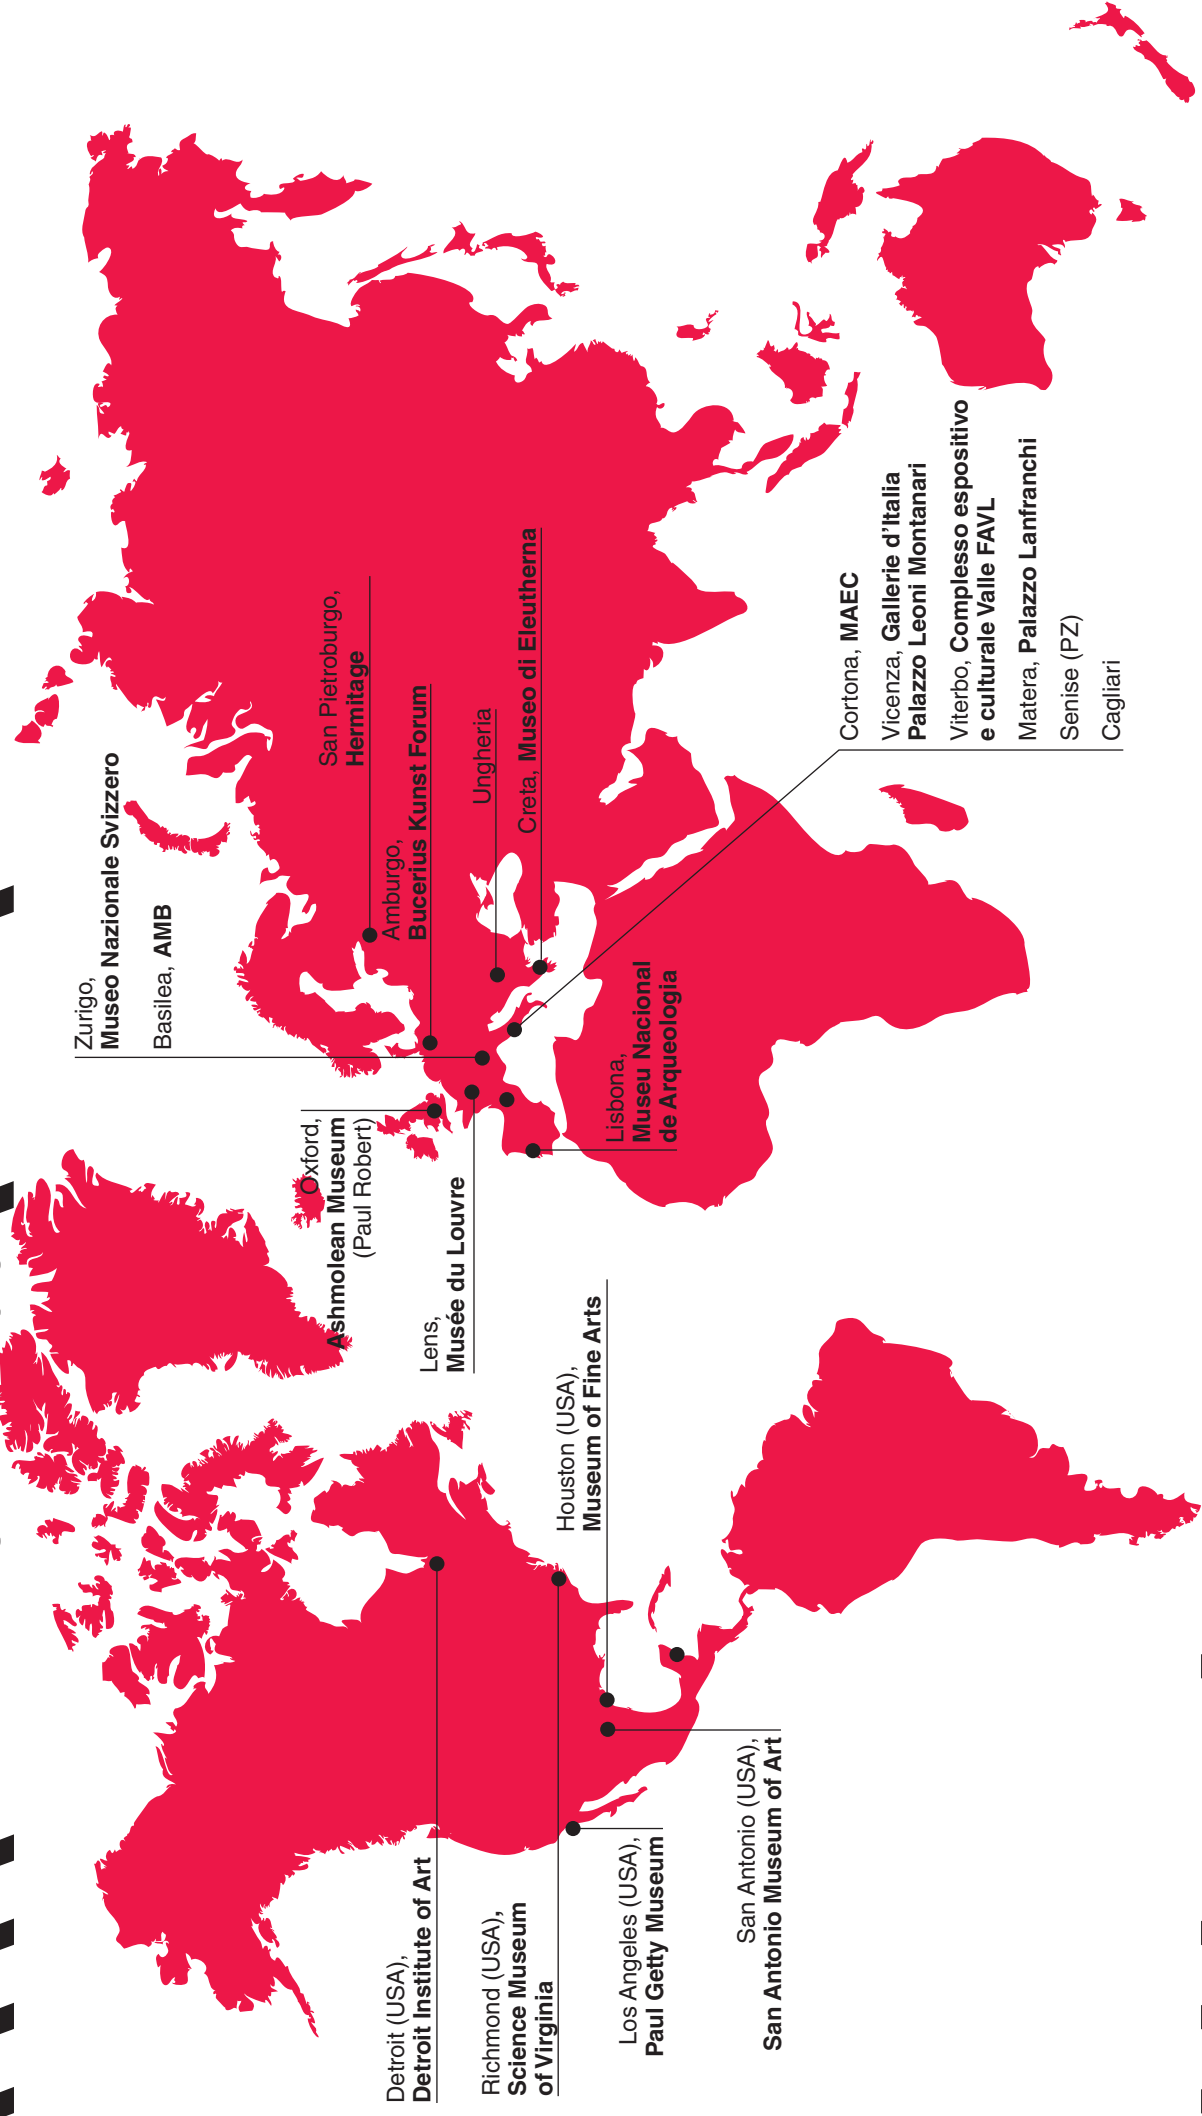 Zurigo,
Museo Nazionale Svizzero
Basilea, AMB
San Pietroburgo,
Hermitage
Amburgo,
Bucerius Kunst Forum
Ungheria
Creta, Museo di Eleutherna
Oxford,
Ashmolean Museum
(Paul Robert)
Lens,
Musée du Louvre
Lisbona,
Museu Nacional
de Arqueologia
Cortona, MAEC
Vicenza, Gallerie d'Italia
Palazzo Leoni Montanari
Viterbo, Complesso espositivo
e culturale Valle FAVL
Matera, Palazzo Lanfranchi
Senise (PZ)
Cagliari
Detroit (USA),
Detroit Institute of Art
Richmond (USA),
Science Museum
of Virginia
Houston (USA),
Museum of Fine Arts
Los Angeles (USA),
Paul Getty Museum
San Antonio (USA),
San Antonio Museum of Art